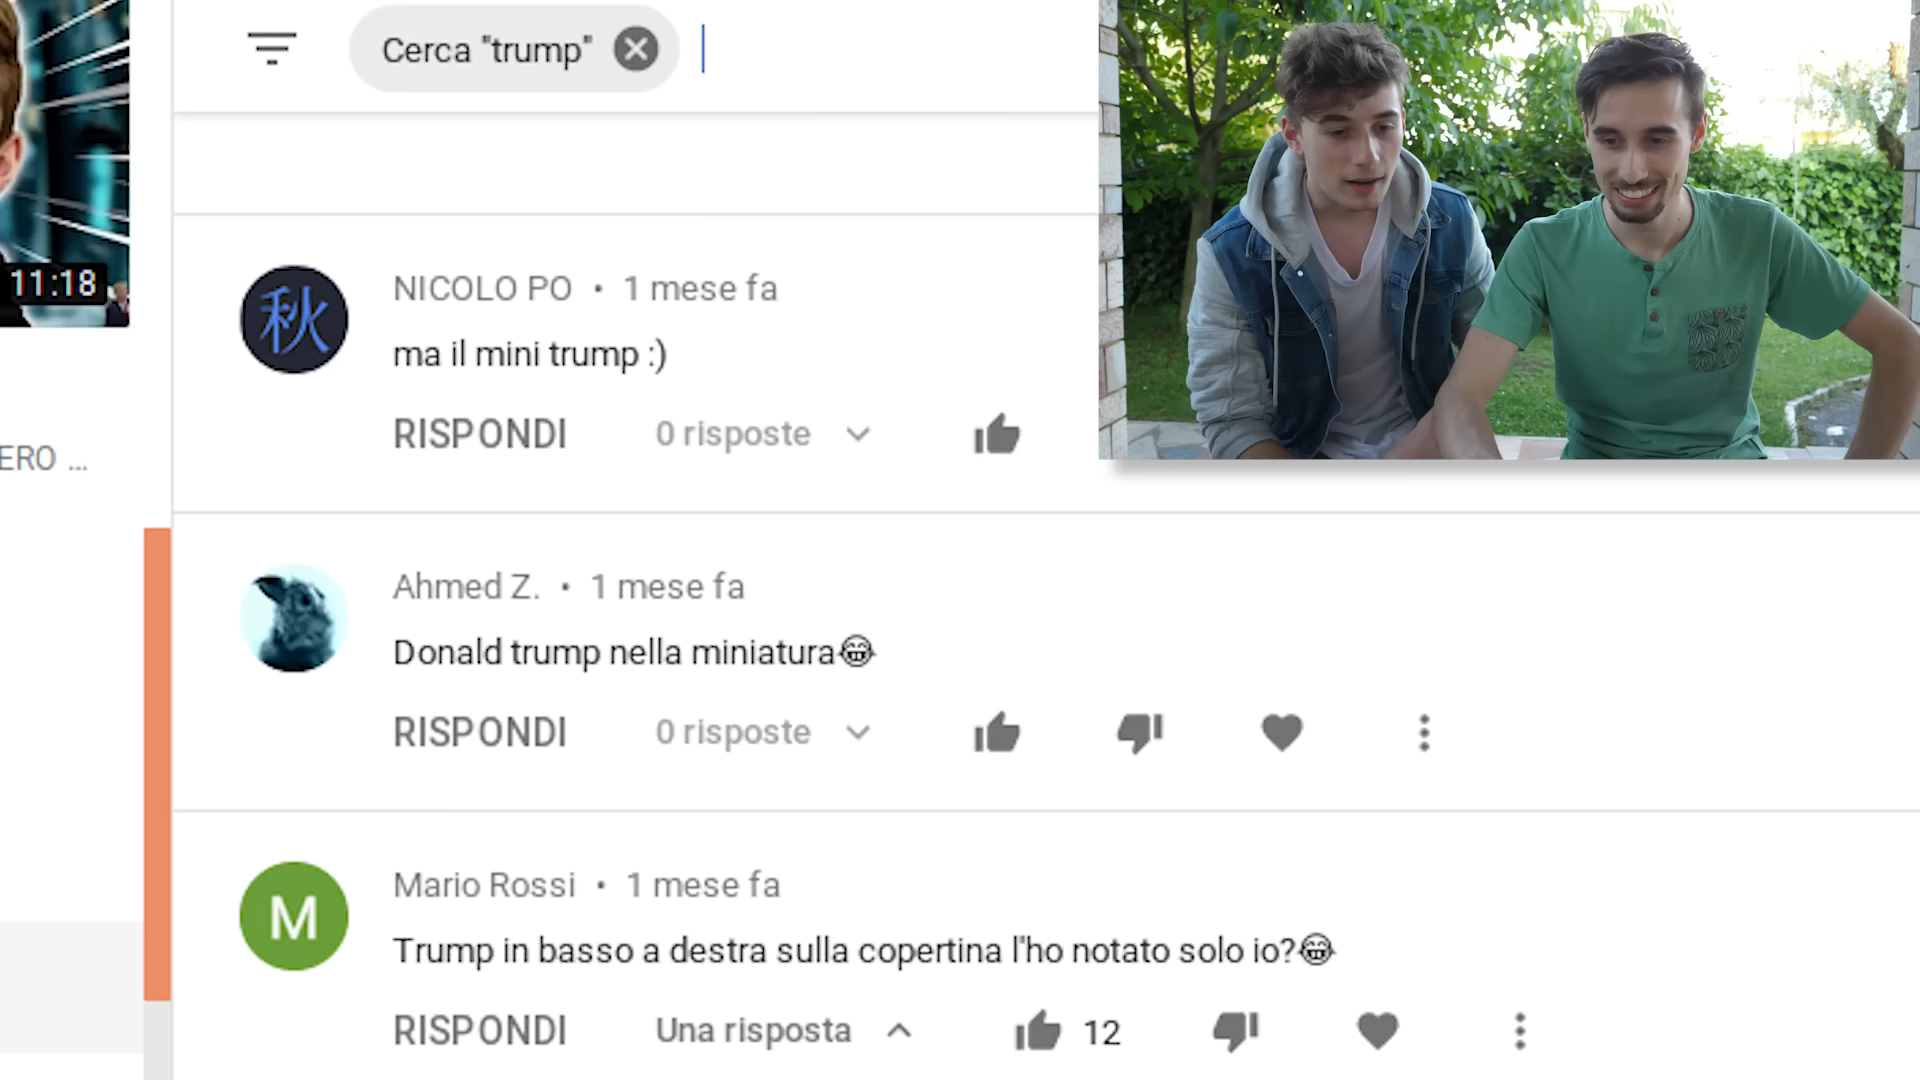 Cerca "trump"
11:18
ERO ...
秋
NICOLO PO • 1 mese fa
ma il mini trump :)
RISPONDI 0 risposte
Ahmed Z. • 1 mese fa
Donald trump nella miniatura😂
RISPONDI 0 risposte
M
Mario Rossi • 1 mese fa
Trump in basso a destra sulla copertina l'ho notato solo io?😂
RISPONDI Una risposta 12